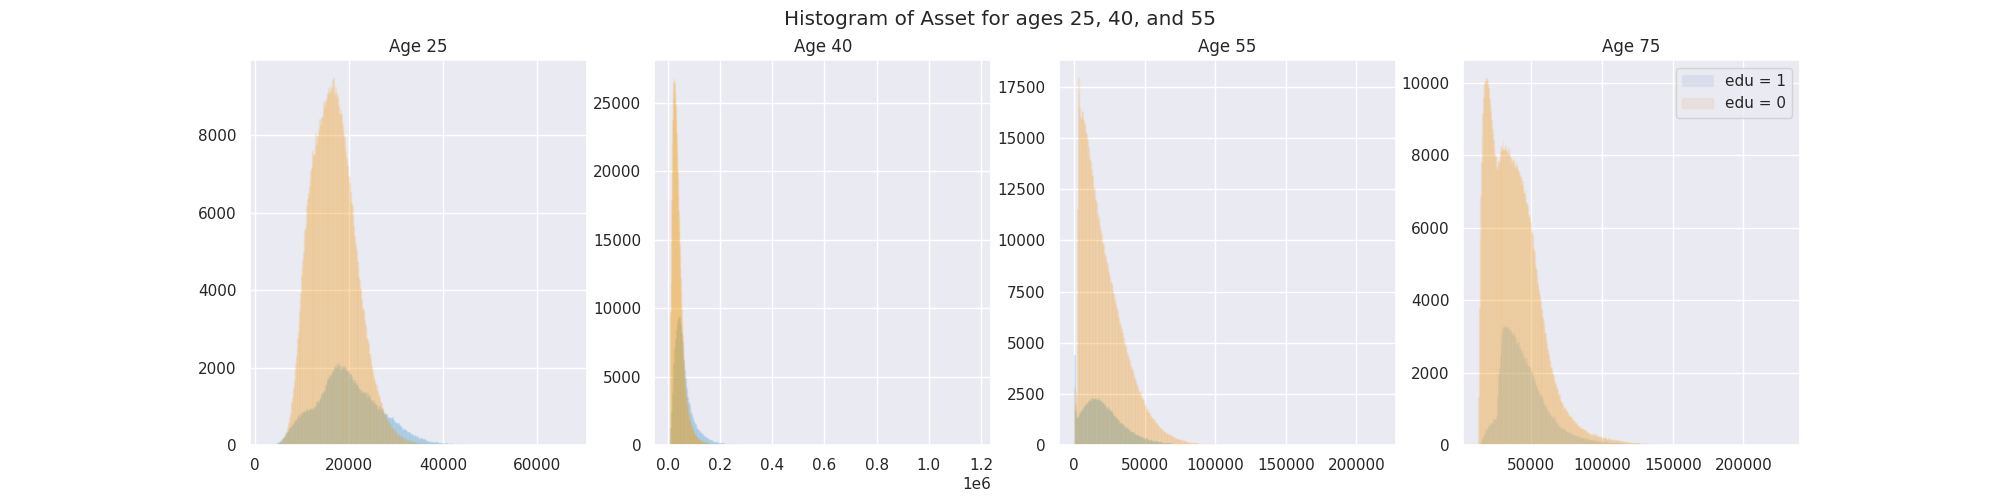 Histogram of Asset for ages 25, 40, and 55
Age 25
8000
6000
4000
2000
0
0 20000 40000 60000
Age 40
25000
20000
15000
10000
5000
0
0.0 0.2 0.4 0.6 0.8 1.0 1.2
1e6
Age 55
17500
15000
12500
10000
7500
5000
2500
0
0 50000 100000 150000 200000
Age 75
edu = 1
edu = 0
10000
8000
6000
4000
2000
0
50000 100000 150000 200000